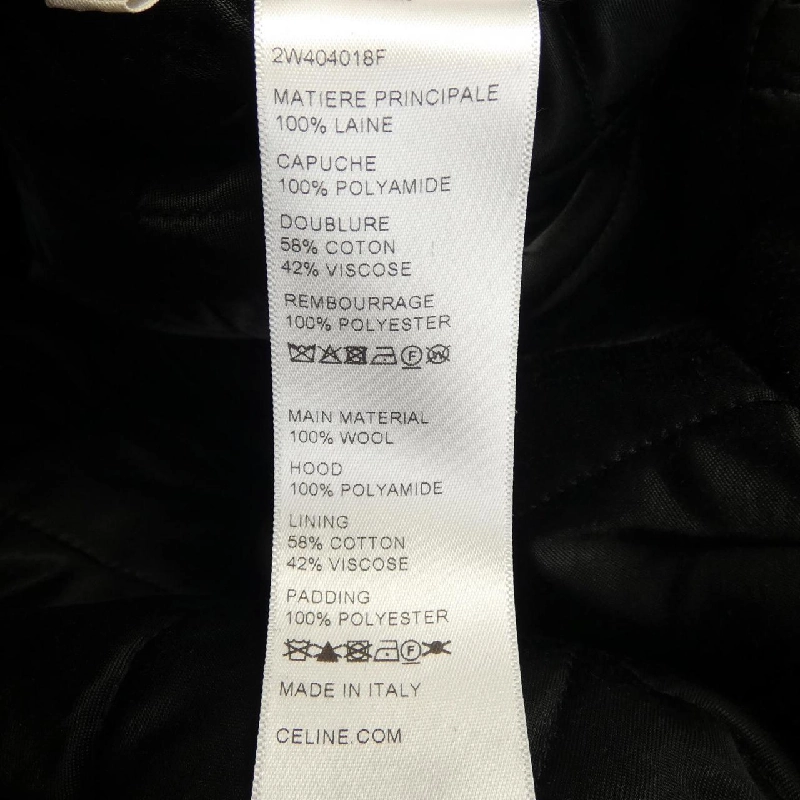 2W404018F
MATIERE PRINCIPALE
100% LAINE
CAPUCHE
100% POLYAMIDE
DOUBLURE
58% COTON
42% VISCOSE
REMBOURRAGE
100% POLYESTER
MAIN MATERIAL
100% WOOL
HOOD
100% POLYAMIDE
LINING
58% COTTON
42% VISCOSE
PADDING
100% POLYESTER
MADE IN ITALY
CELINE.COM